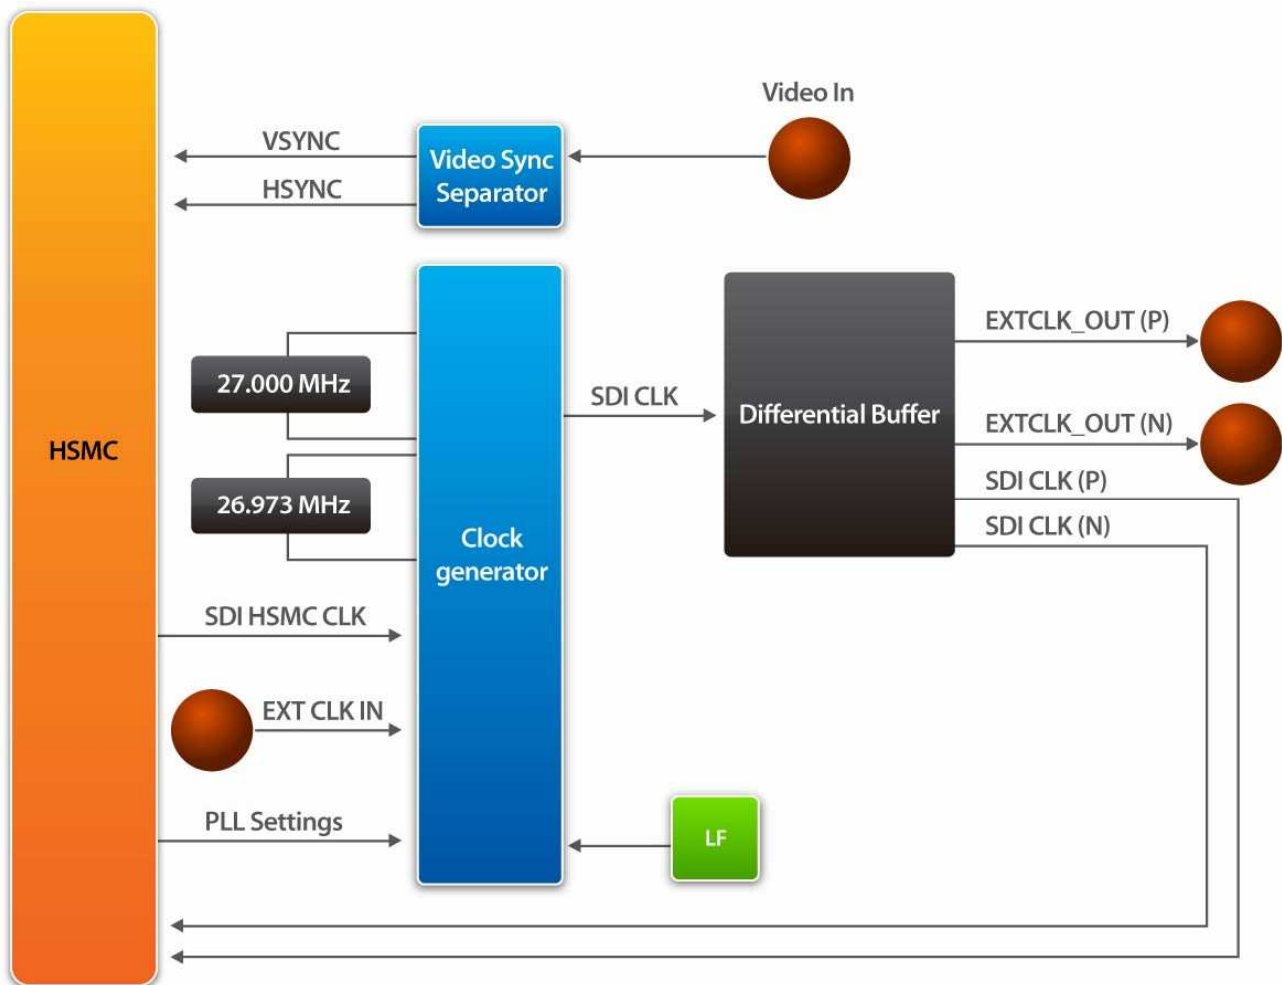 Video In
VSYNC
Video Sync
Separator
HSYNC
EXTCLK_OUT (P)
27.000 MHz
SDI CLK
Differential Buffer
EXTCLK_OUT (N)
HSMC
SDI CLK (P)
26.973 MHz
SDI CLK (N)
Clock
generator
SDI HSMC CLK
EXT CLK IN
PLL Settings
LF